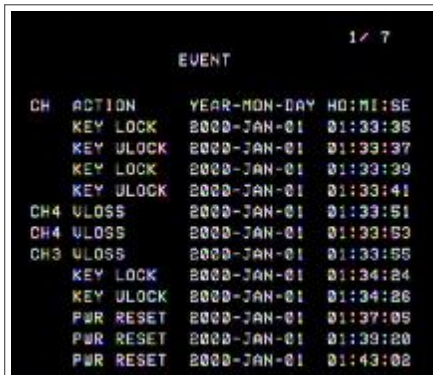 1/ 7
EVENT
CH ACTION YEAR-MON-DAY HO:MI:SE
KEY LOCK 2000-JAN-01 01:33:35
KEY ULOCK 2000-JAN-01 01:33:37
KEY LOCK 2000-JAN-01 01:33:39
KEY ULOCK 2000-JAN-01 01:33:41
CH4 VLOSS 2000-JAN-01 01:33:51
CH4 VLOSS 2000-JAN-01 01:33:53
CH3 VLOSS 2000-JAN-01 01:33:55
KEY LOCK 2000-JAN-01 01:34:24
KEY ULOCK 2000-JAN-01 01:34:26
PWR RESET 2000-JAN-01 01:37:05
PWR RESET 2000-JAN-01 01:39:20
PWR RESET 2000-JAN-01 01:43:02